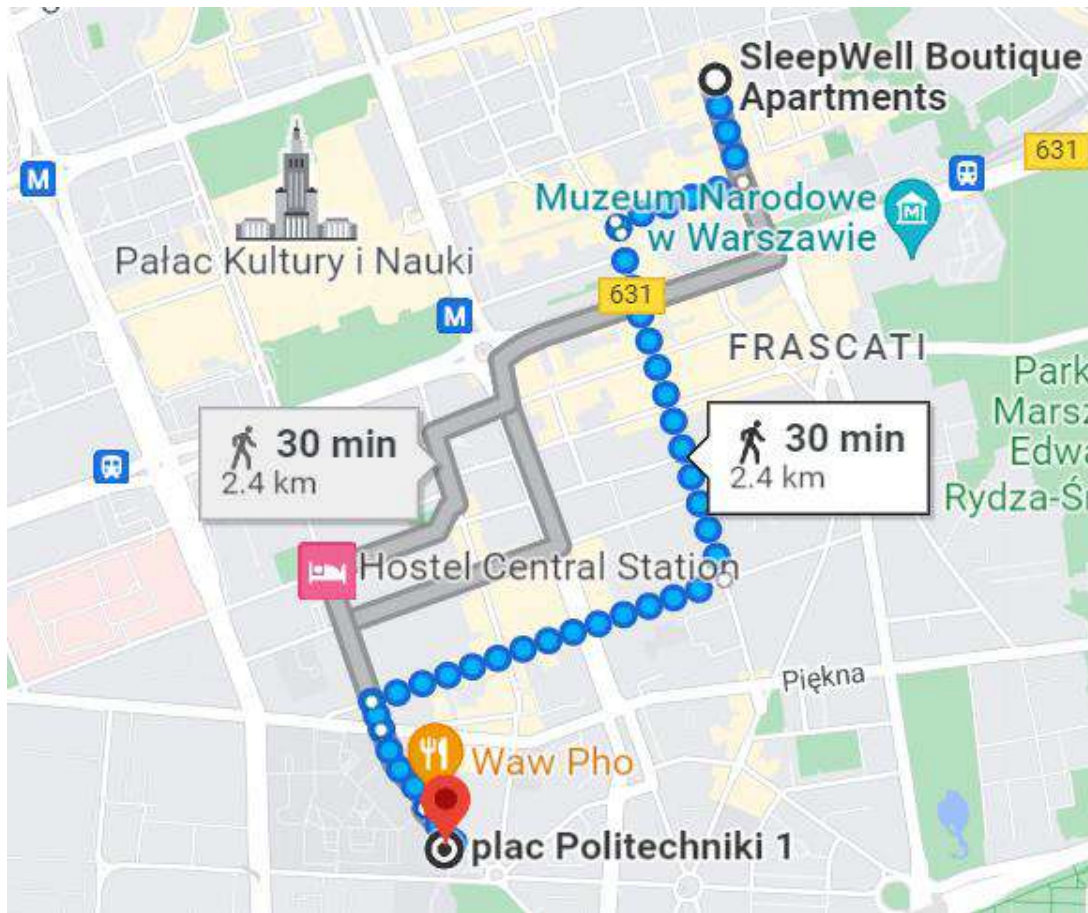 SleepWell Boutique
Apartments
631
M
Muzeum Narodowe
w Warszawie
M
Pałac Kultury i Nauki
631
M
FRASCATI
Park
Marsz
Edwa
Rydza-Ś
30 min
2.4 km
30 min
2.4 km
Hostel Central Station
Piękna
Waw Pho
plac Politechniki 1